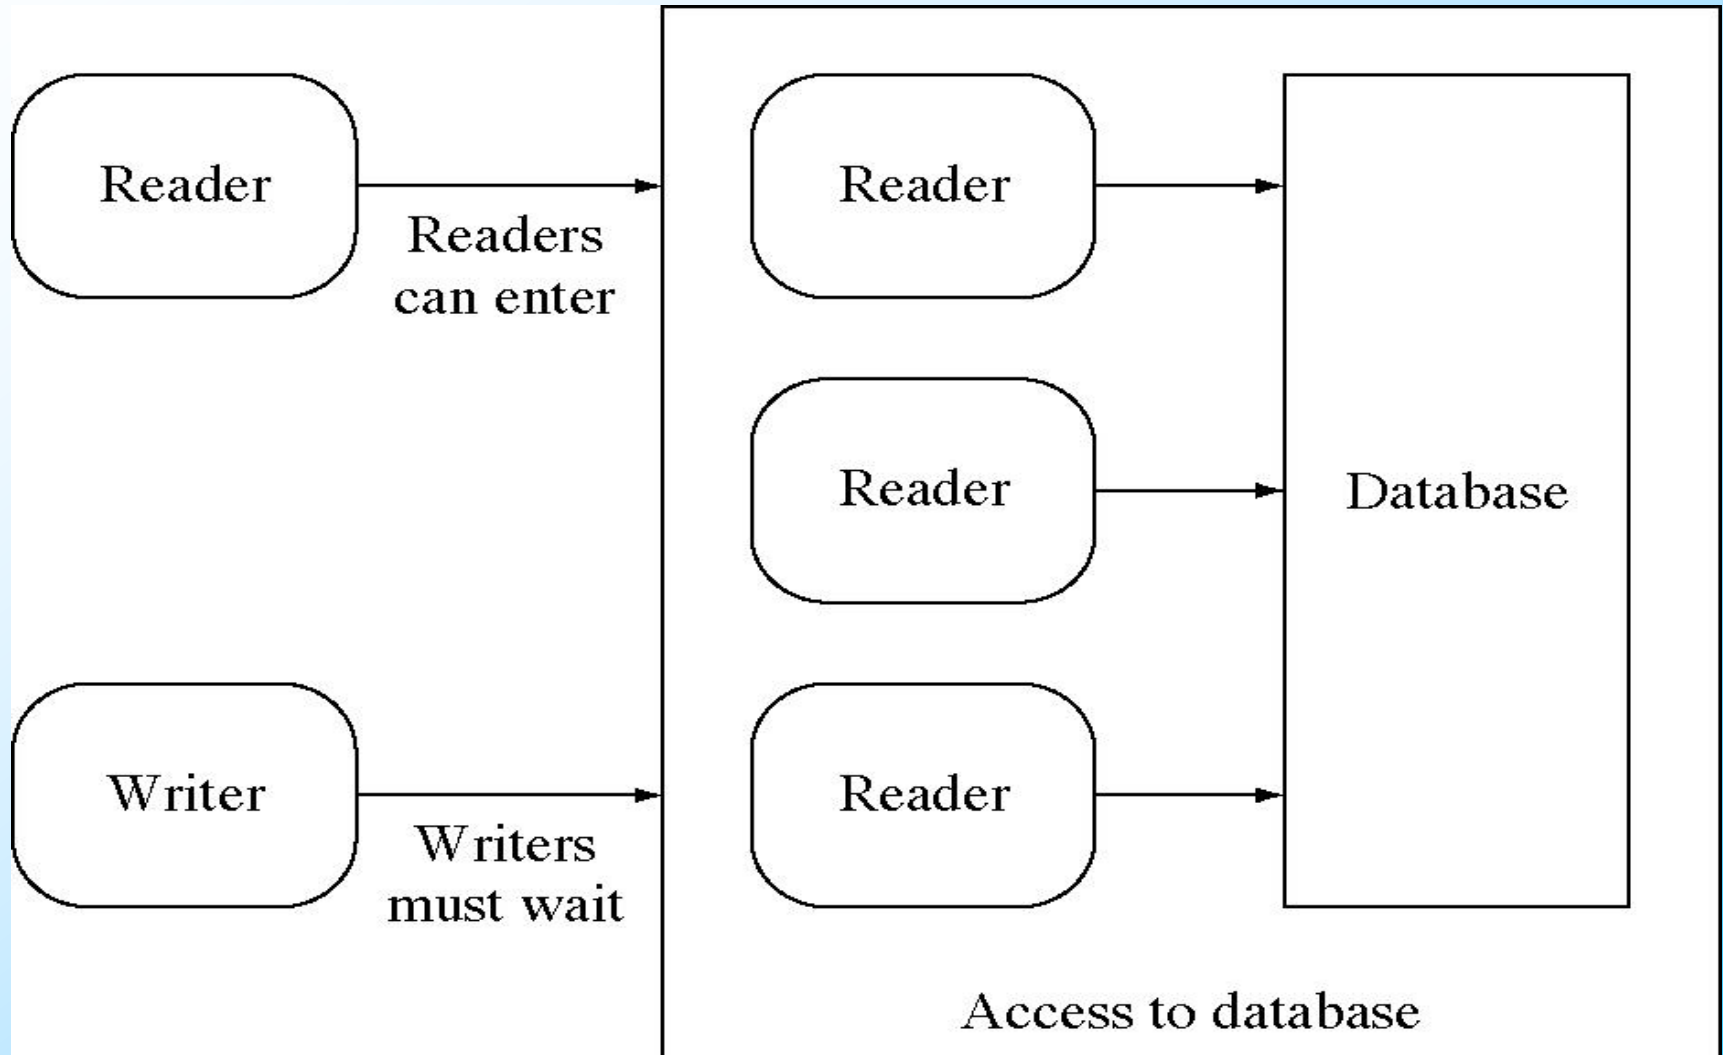 Reader
Readers
can enter
Writer
Writers
must wait
Reader
Reader
Reader
Database
Access to database